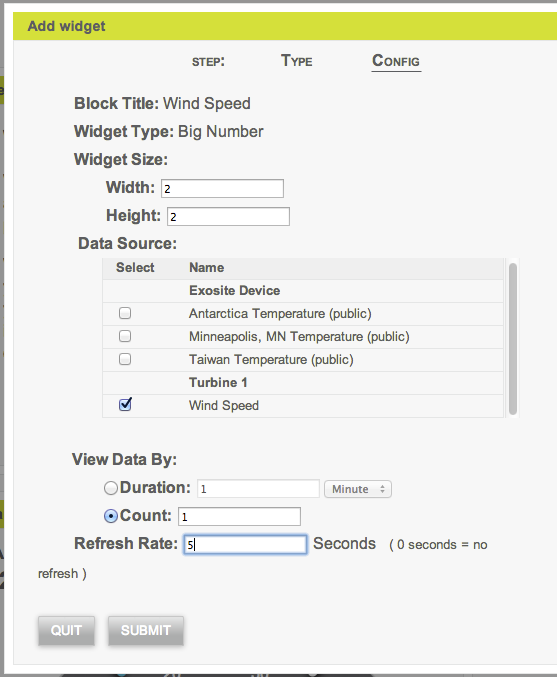 Add widget
STEP: TYPE CONFIG
Block Title: Wind Speed
Widget Type: Big Number
Widget Size:
Width: 2
Height: 2
Data Source:
Select Name
Exosite Device
Antarctica Temperature (public)
Minneapolis, MN Temperature (public)
Taiwan Temperature (public)
Turbine 1
Wind Speed
View Data By:
Duration: 1 Minute
Count: 1
Refresh Rate: 5 Seconds ( 0 seconds = no
refresh )
QUIT SUBMIT